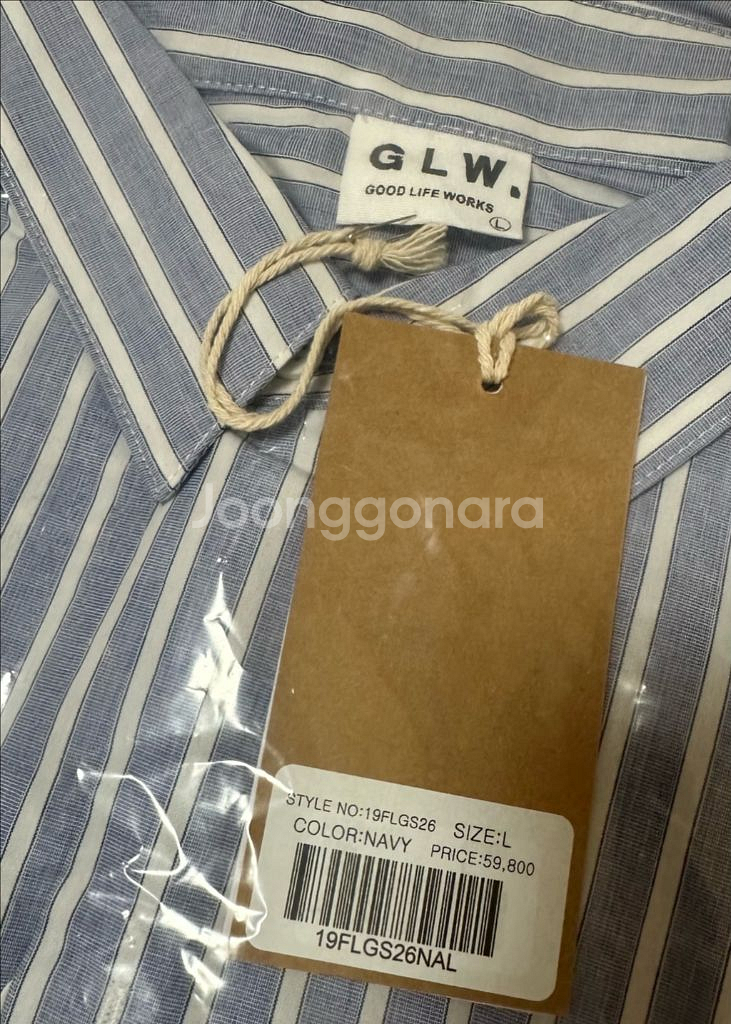 GLW.
GOOD LIFE WORKS
L
Joonggonara
STYLE NO:19FLGS26 SIZE:L
COLOR:NAVY PRICE:59,800
19FLGS26NAL